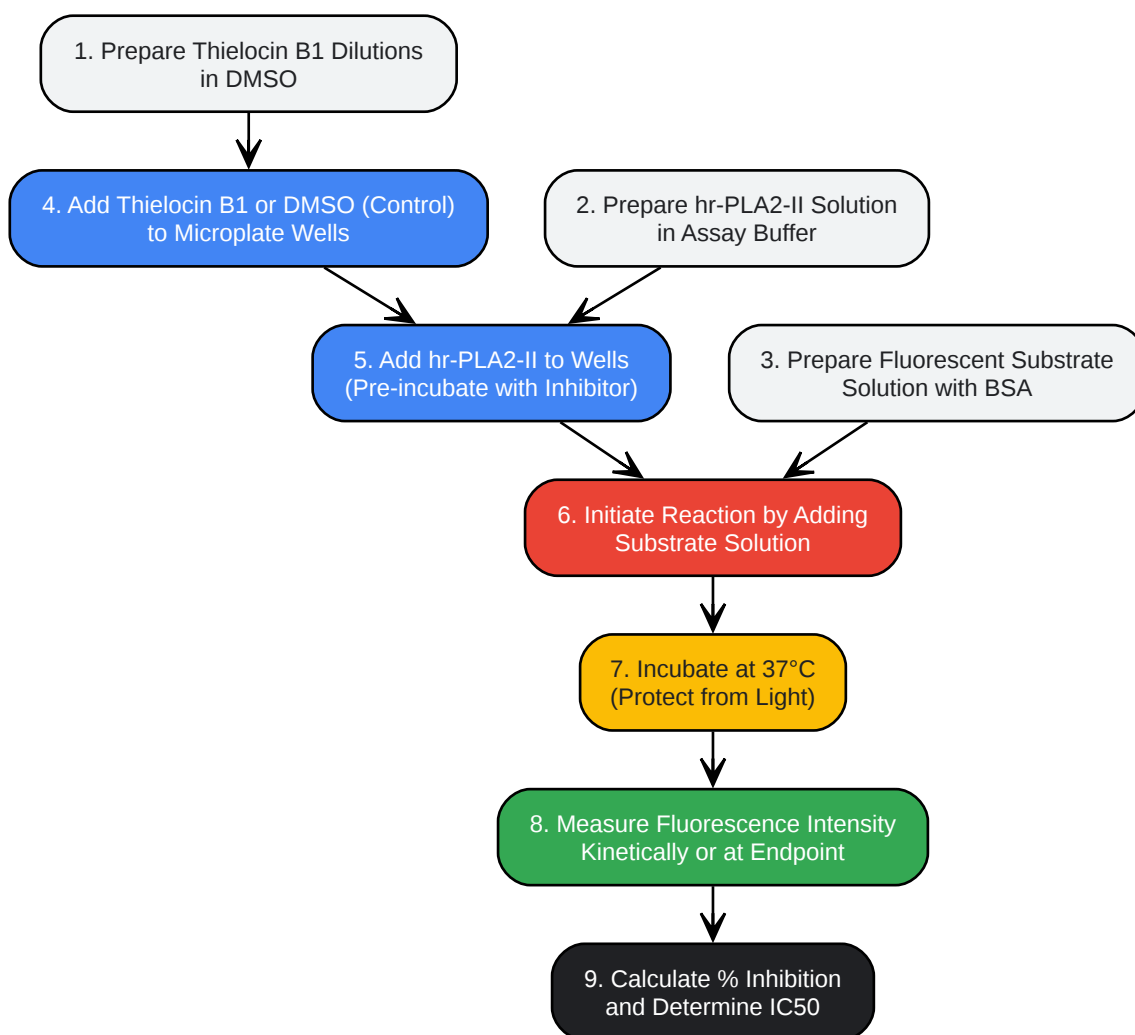 1. Prepare Thielocin B1 Dilutions
in DMSO
4. Add Thielocin B1 or DMSO (Control)
to Microplate Wells
2. Prepare hr-PLA2-II Solution
in Assay Buffer
5. Add hr-PLA2-II to Wells
(Pre-incubate with Inhibitor)
3. Prepare Fluorescent Substrate
Solution with BSA
6. Initiate Reaction by Adding
Substrate Solution
7. Incubate at 37°C
(Protect from Light)
8. Measure Fluorescence Intensity
Kinetically or at Endpoint
9. Calculate % Inhibition
and Determine IC50